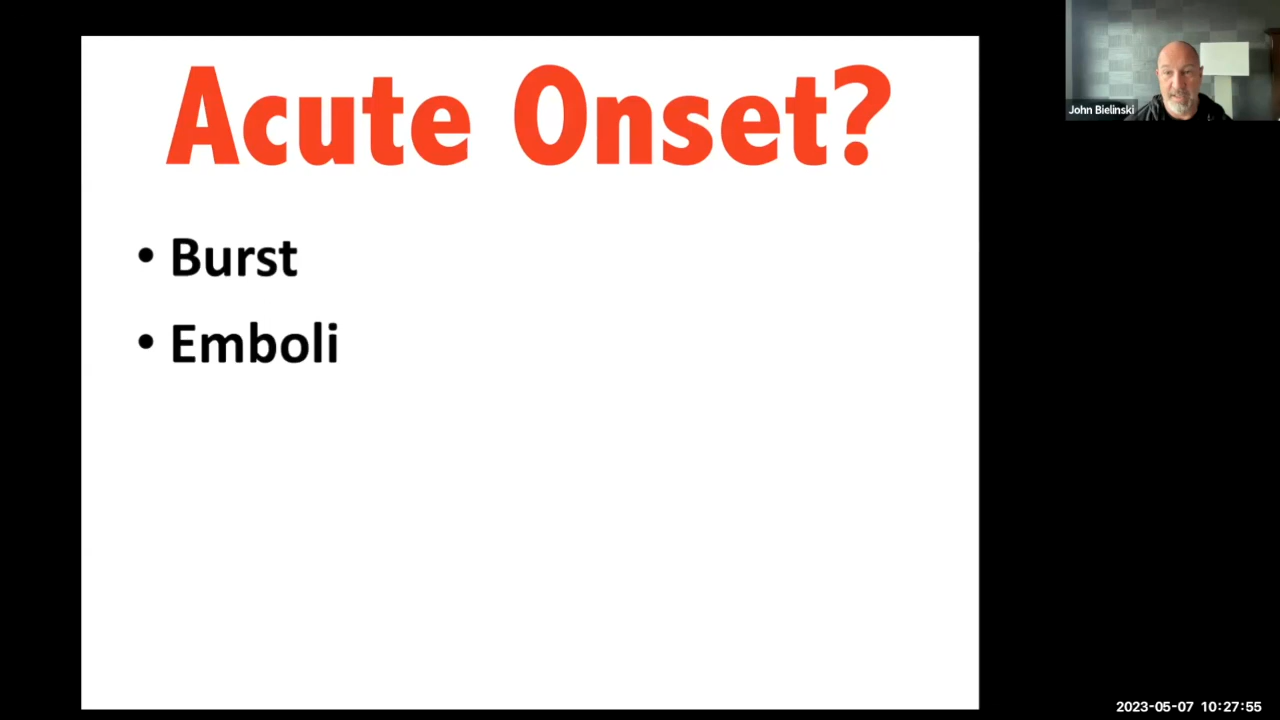 Acute Onset?
• Burst
• Emboli
John Bielinski
2023-05-07 10:27:55